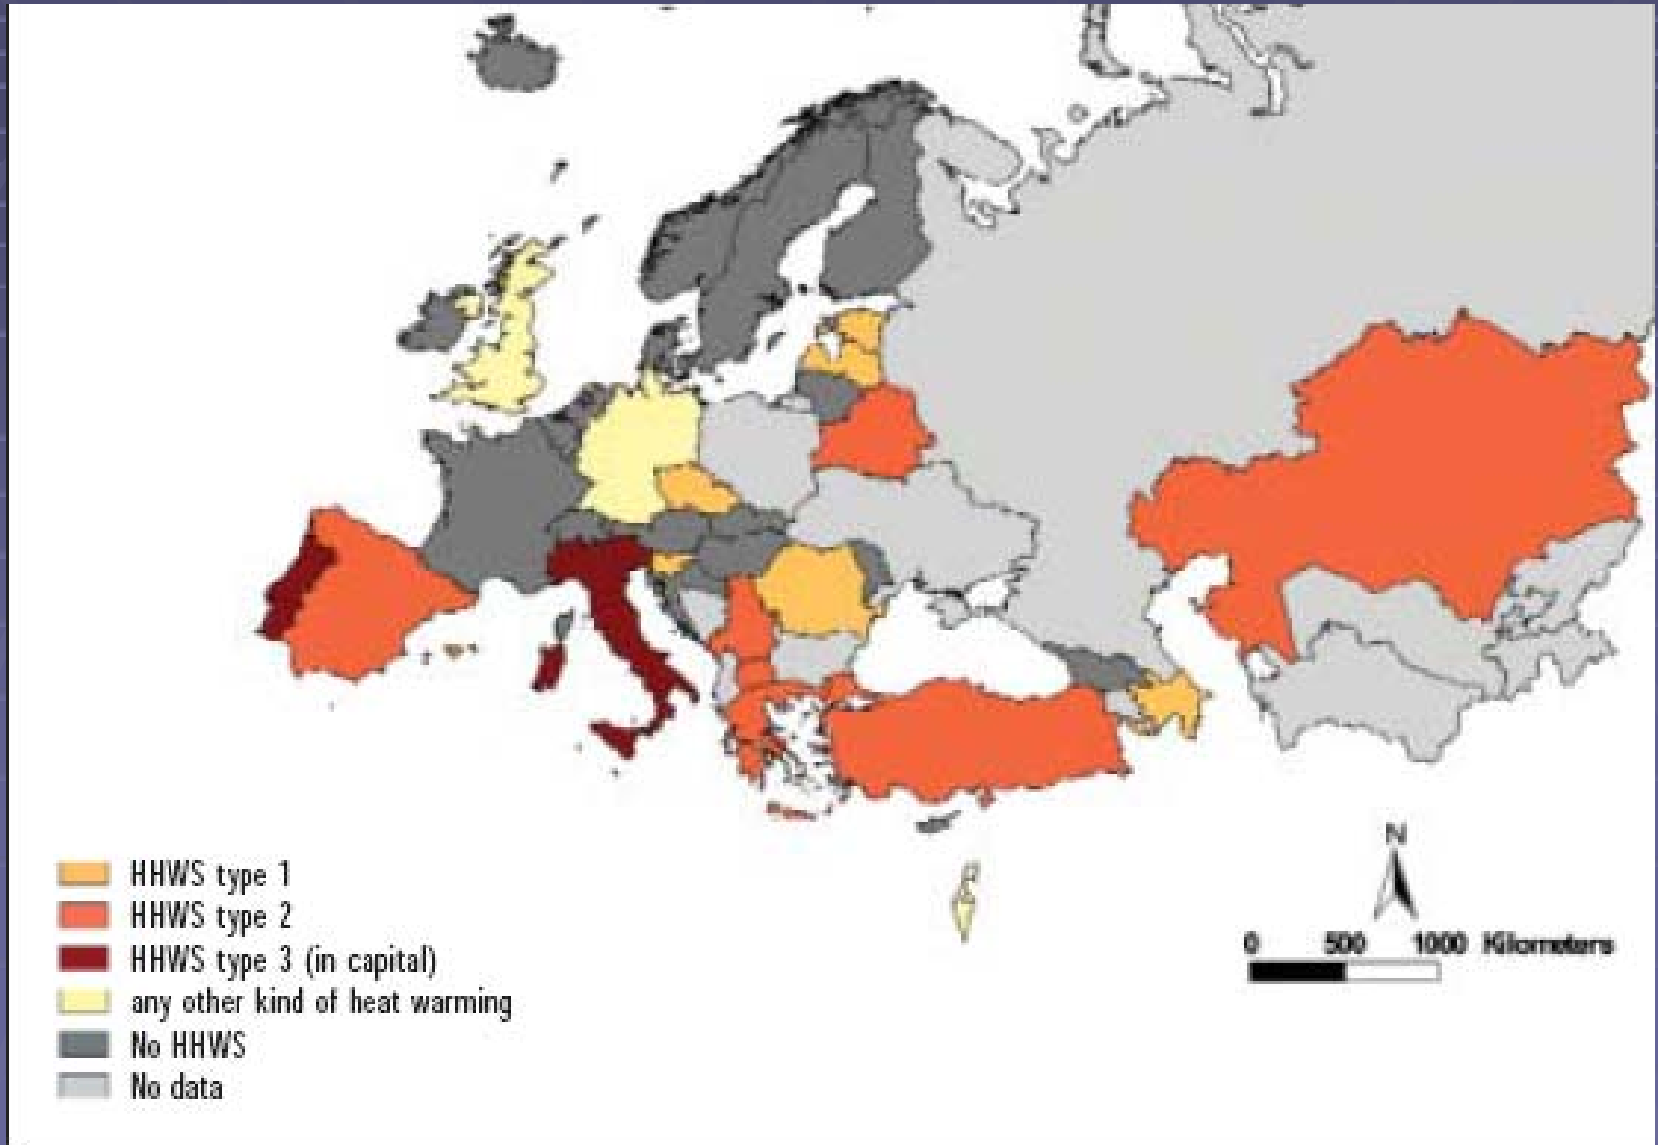 HHWS type 1
HHWS type 2
HHWS type 3 (in capital)
any other kind of heat warming
No HHWS
No data
N
0 500 1000 Kilometers